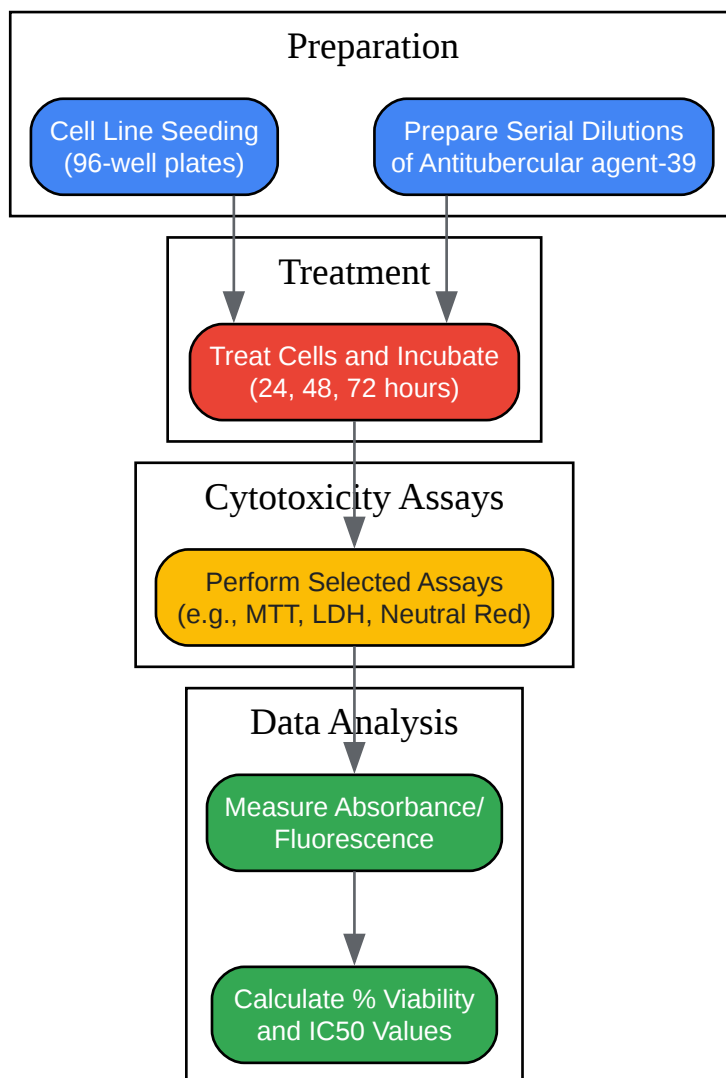 Preparation
Cell Line Seeding
(96-well plates)
Prepare Serial Dilutions
of Antitubercular agent-39
Treatment
Treat Cells and Incubate
(24, 48, 72 hours)
Cytotoxicity Assays
Perform Selected Assays
(e.g., MTT, LDH, Neutral Red)
Data Analysis
Measure Absorbance/
Fluorescence
Calculate % Viability
and IC50 Values